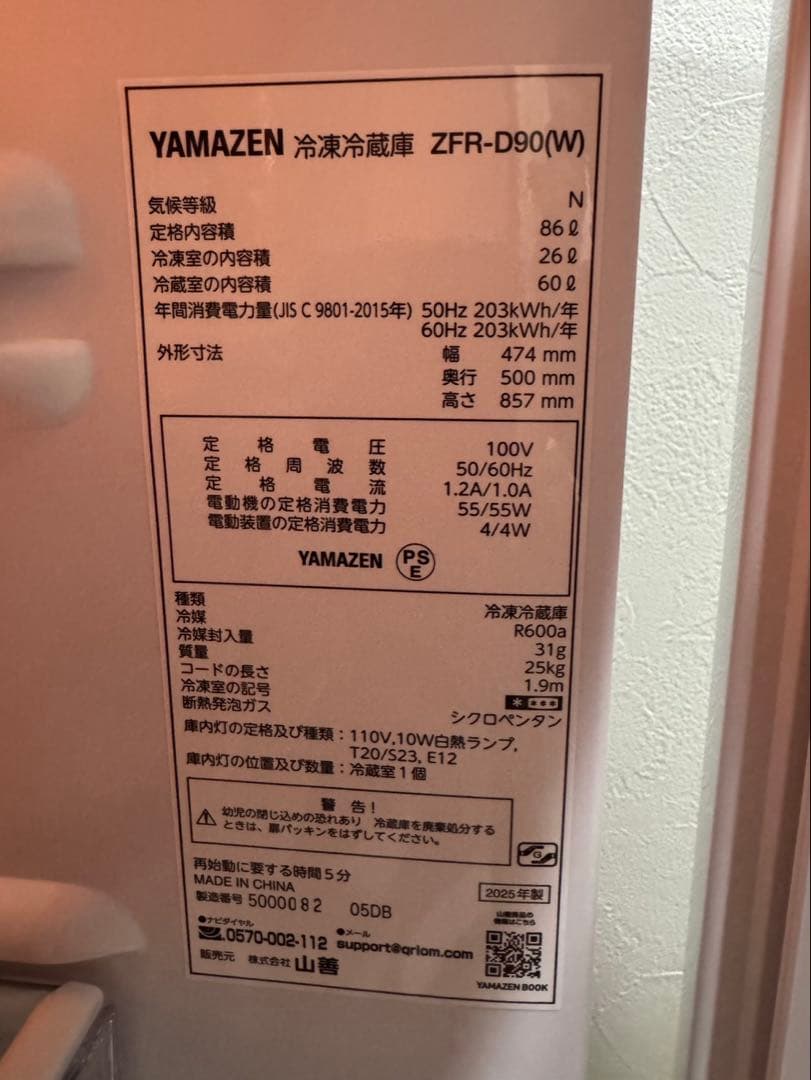 YAMAZEN 冷凍冷蔵庫 ZFR-D90(W)
気候等級 N
定格内容積 86ℓ
冷凍室の内容積 26ℓ
冷蔵室の内容積 60ℓ
年間消費電力量(JIS C 9801-2015年) 50Hz 203kWh/年
60Hz 203kWh/年
外形寸法 幅 474 mm
奥行 500 mm
高さ 857 mm
定格電圧 100V
定格周波数 50/60Hz
定格電流 1.2A/1.0A
電動機の定格消費電力 55/55W
電動装置の定格消費電力 4/4W
YAMAZEN PSE
種類 冷凍冷蔵庫
冷媒 R600a
冷媒封入量 31g
質量 25kg
コードの長さ 1.9m
冷凍室の記号 * ***
断熱発泡ガス シクロペンタン
庫内灯の定格及び種類：110V,10W白熱ランプ,
T20/S23, E12
庫内灯の位置及び数量：冷蔵室1個
警告！
幼児の閉じ込めの恐れあり 冷蔵庫を廃棄処分する
ときは、扉パッキンをはずしてください。
G
再始動に要する時間5分
MADE IN CHINA
2025年製
製造番号 5000082 05DB
●ナビダイヤル
0570-002-112
●メール
support@qriom.com
販売元 株式会社 山善
山善商品の
情報はこちら
YAMAZEN BOOK